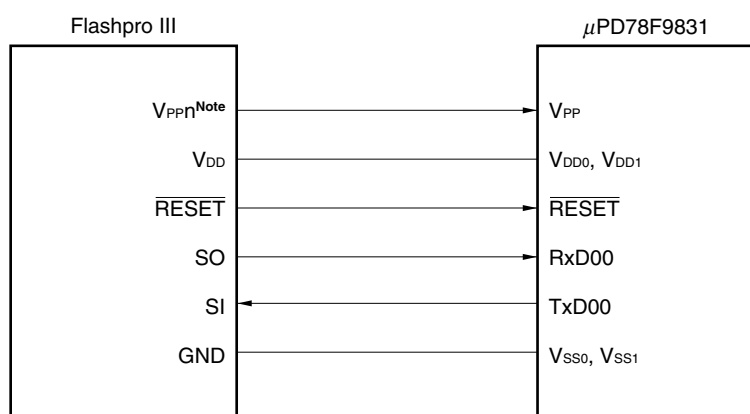 Flashpro III
μPD78F9831
VPPnNote
VPP
VDD
VDD0, VDD1
RESET
RESET
SO
RxD00
SI
TxD00
GND
VSS0, VSS1